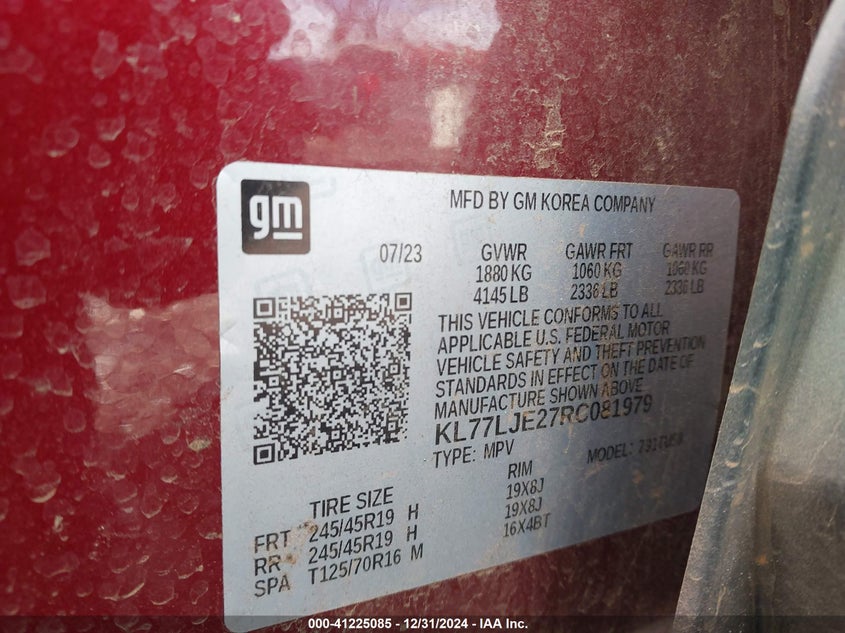 gm
MFD BY GM KOREA COMPANY
07/23 GVWR GAWR FRT GAWR RR
1880 KG 1060 KG 1060 KG
4145 LB 2336 LB 2336 LB
THIS VEHICLE CONFORMS TO ALL
APPLICABLE U.S. FEDERAL MOTOR
VEHICLE SAFETY AND THEFT PREVENTION
STANDARDS IN EFFECT ON THE DATE OF
MANUFACTURE SHOWN ABOVE
KL77LJE27RC081979
TYPE: MPV MODEL:
TIRE SIZE RIM
FRT 245/45R19 H 19X8J
RR 245/45R19 H 19X8J
SPA T125/70R16 M 16X4BT
000-41225085 - 12/31/2024 - IAA Inc.